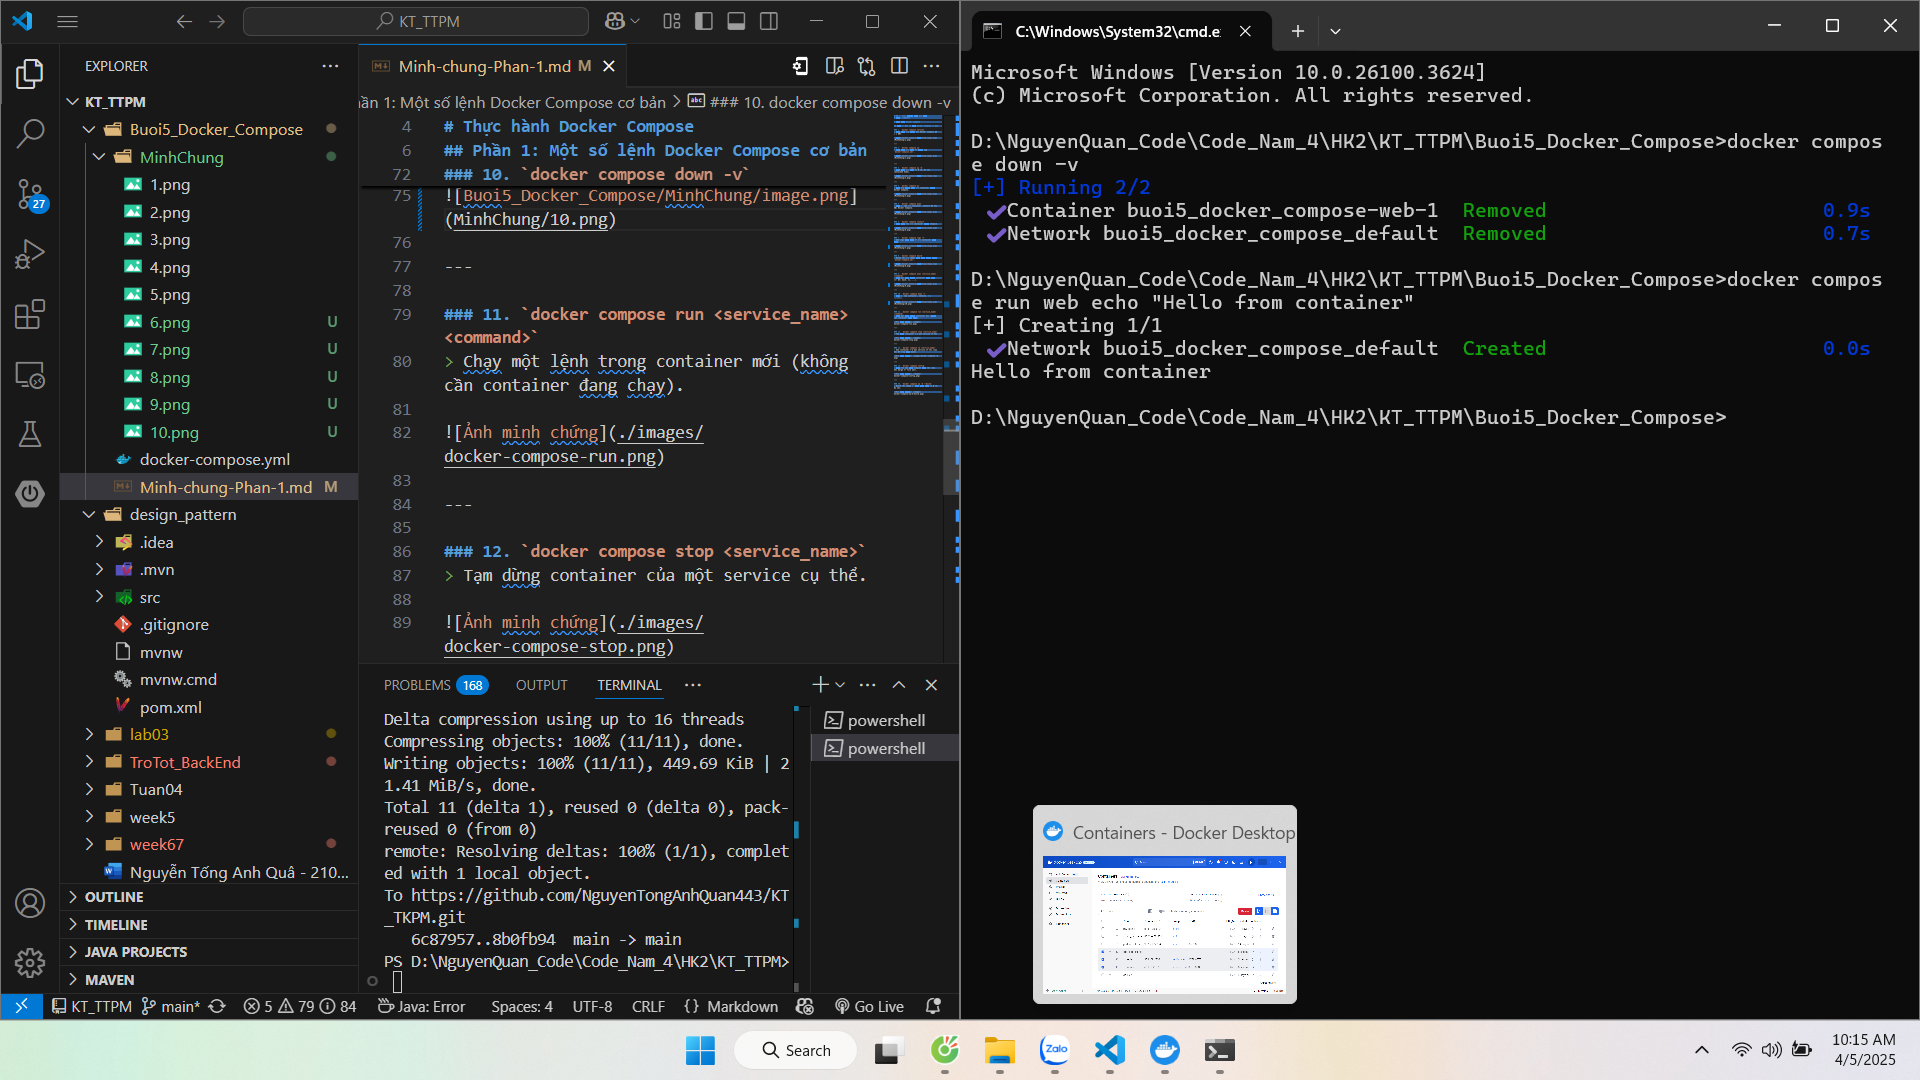 KT_TTPM
EXPLORER
KT_TTPM
Buoi5_Docker_Compose
MinhChung
1.png
2.png
3.png
4.png
5.png
6.png U
7.png U
8.png U
9.png U
10.png U
docker-compose.yml
Minh-chung-Phan-1.md M
design_pattern
.idea
.mvn
src
.gitignore
mvnw
mvnw.cmd
pom.xml
lab03
TroTot_BackEnd
Tuan04
week5
week67
Nguyễn Tống Anh Quâ - 210...
OUTLINE
TIMELINE
JAVA PROJECTS
MAVEN
27
Minh-chung-Phan-1.md M
ần 1: Một số lệnh Docker Compose cơ bản > ### 10. docker compose down -v
4 # Thực hành Docker Compose
6 ## Phần 1: Một số lệnh Docker Compose cơ bản
72 ### 10. `docker compose down -v`
75 ![Buoi5_Docker_Compose/MinhChung/image.png]
(MinhChung/10.png)
76
77 ---
78
79 ### 11. `docker compose run <service_name>
<command>`
80 > Chạy một lệnh trong container mới (không
cần container đang chạy).
81
82 ![Ảnh minh chứng](./images/
docker-compose-run.png)
83
84 ---
85
86 ### 12. `docker compose stop <service_name>`
87 > Tạm dừng container của một service cụ thể.
88
89 ![Ảnh minh chứng](./images/
docker-compose-stop.png)
PROBLEMS 168 OUTPUT TERMINAL
Delta compression using up to 16 threads
Compressing objects: 100% (11/11), done.
Writing objects: 100% (11/11), 449.69 KiB | 2
1.41 MiB/s, done.
Total 11 (delta 1), reused 0 (delta 0), pack-
reused 0 (from 0)
remote: Resolving deltas: 100% (1/1), complet
ed with 1 local object.
To https://github.com/NguyenTongAnhQuan443/KT
_TKPM.git
6c87957..8b0fb94 main -> main
PS D:\NguyenQuan_Code\Code_Nam_4\HK2\KT_TTPM>
powershell
powershell
KT_TTPM main* 5 79 84 Java: Error Spaces: 4 UTF-8 CRLF {} Markdown Go Live
C:\Windows\System32\cmd.e
Microsoft Windows [Version 10.0.26100.3624]
(c) Microsoft Corporation. All rights reserved.
D:\NguyenQuan_Code\Code_Nam_4\HK2\KT_TTPM\Buoi5_Docker_Compose>docker compos
e down -v
[+] Running 2/2
Container buoi5_docker_compose-web-1 Removed 0.9s
Network buoi5_docker_compose_default Removed 0.7s
D:\NguyenQuan_Code\Code_Nam_4\HK2\KT_TTPM\Buoi5_Docker_Compose>docker compos
e run web echo "Hello from container"
[+] Creating 1/1
Network buoi5_docker_compose_default Created 0.0s
Hello from container
D:\NguyenQuan_Code\Code_Nam_4\HK2\KT_TTPM\Buoi5_Docker_Compose>
Containers - Docker Desktop
Containers
Search
Zalo
10:15 AM
4/5/2025